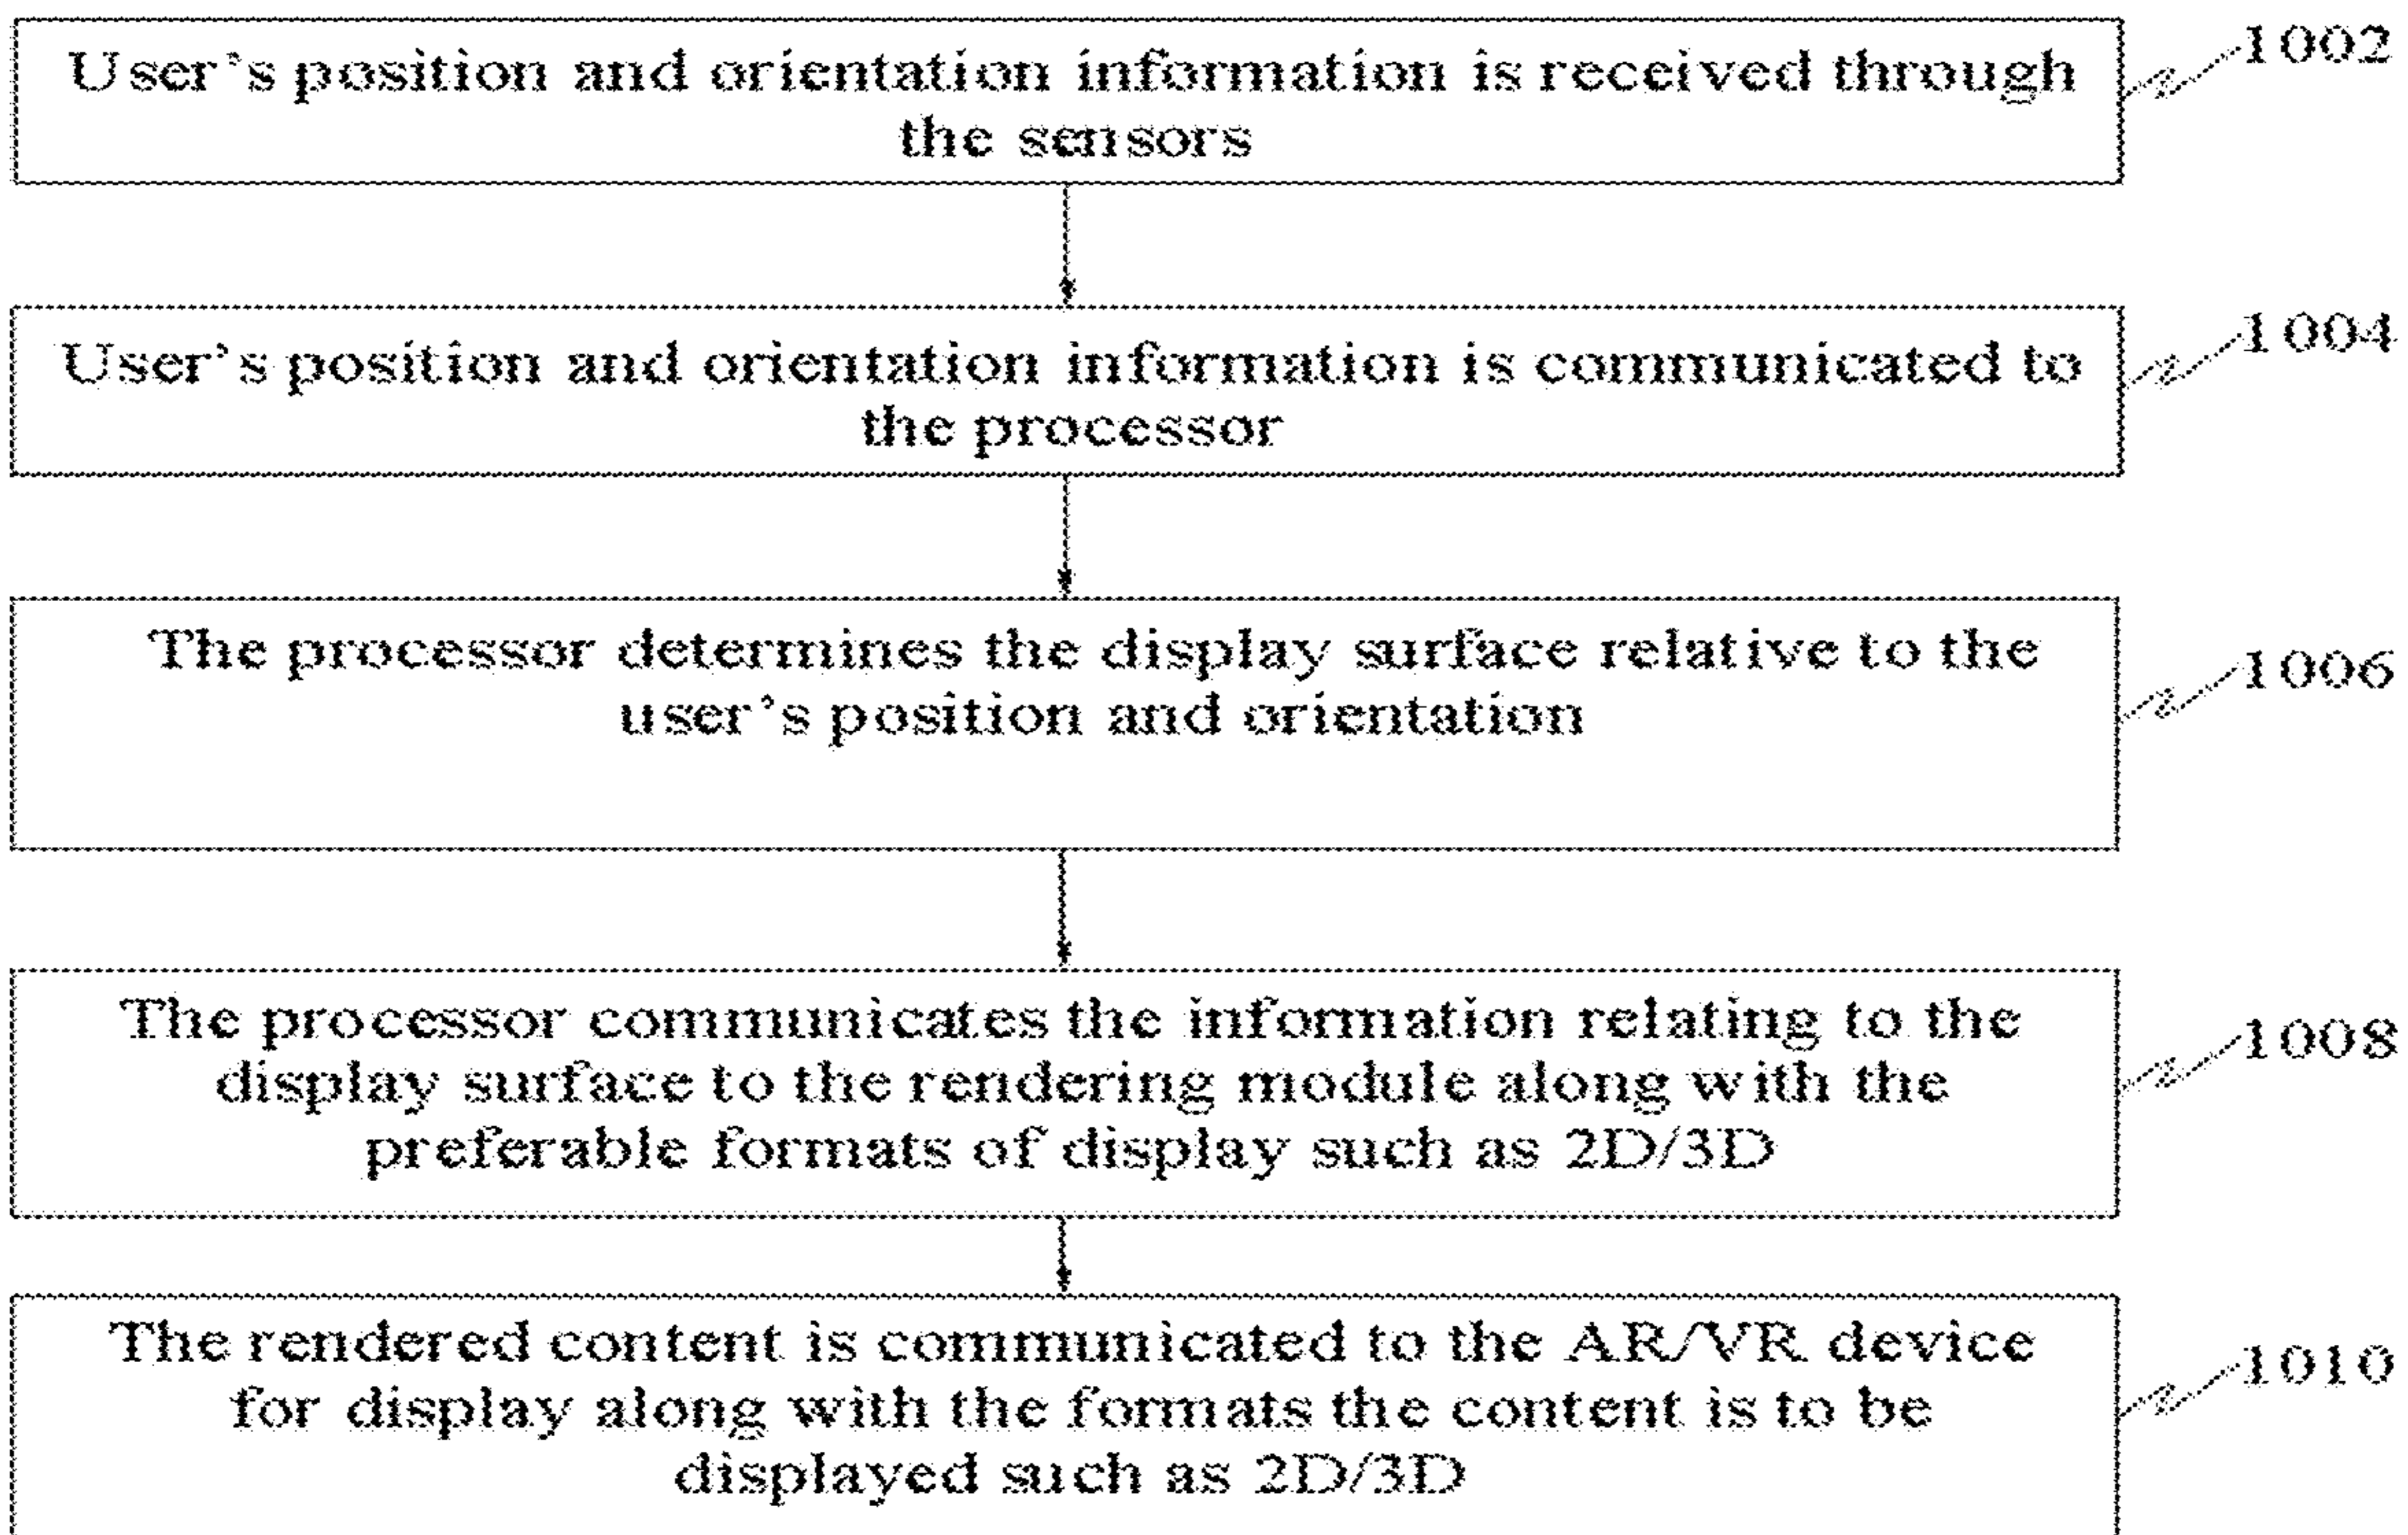 User's position and orientation information is received through
the sensors
1002
User's position and orientation information is communicated to
the processor
1004
The processor determines the display surface relative to the
user's position and orientation
1006
The processor communicates the information relating to the
display surface to the rendering module along with the
preferable formats of display such as 2D/3D
1008
The rendered content is communicated to the AR/VR device
for display along with the formats the content is to be
displayed such as 2D/3D
1010